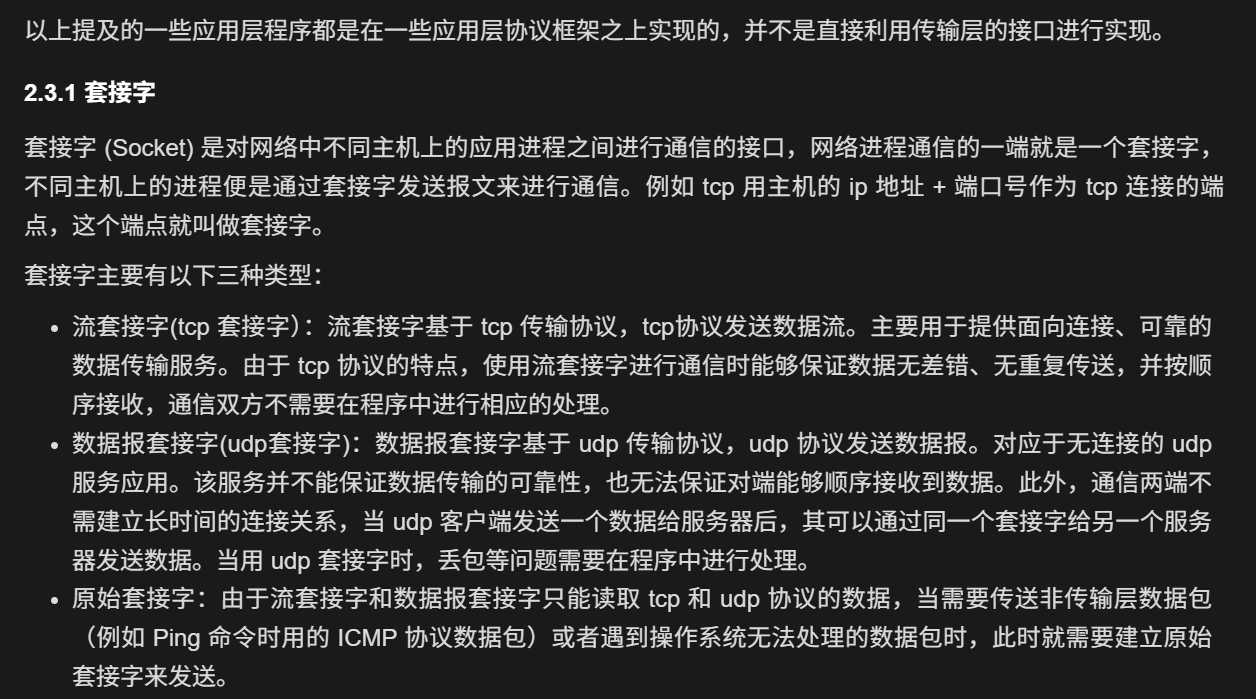 以上提及的一些应用层程序都是在一些应用层协议框架之上实现的，并不是直接利用传输层的接口进行实现。
2.3.1 套接字
套接字 (Socket) 是对网络中不同主机上的应用进程之间进行通信的接口，网络进程通信的一端就是一个套接字，
不同主机上的进程便是通过套接字发送报文来进行通信。例如 tcp 用主机的 ip 地址 + 端口号作为 tcp 连接的端
点，这个端点就叫做套接字。
套接字主要有以下三种类型：
• 流套接字(tcp 套接字）：流套接字基于 tcp 传输协议，tcp协议发送数据流。主要用于提供面向连接、可靠的
数据传输服务。由于 tcp 协议的特点，使用流套接字进行通信时能够保证数据无差错、无重复传送，并按顺
序接收，通信双方不需要在程序中进行相应的处理。
• 数据报套接字(udp套接字)：数据报套接字基于 udp 传输协议，udp 协议发送数据报。对应于无连接的 udp
服务应用。该服务并不能保证数据传输的可靠性，也无法保证对端能够顺序接收到数据。此外，通信两端不
需建立长时间的连接关系，当 udp 客户端发送一个数据给服务器后，其可以通过同一个套接字给另一个服务
器发送数据。当用 udp 套接字时，丢包等问题需要在程序中进行处理。
• 原始套接字：由于流套接字和数据报套接字只能读取 tcp 和 udp 协议的数据，当需要传送非传输层数据包
（例如 Ping 命令时用的 ICMP 协议数据包）或者遇到操作系统无法处理的数据包时，此时就需要建立原始
套接字来发送。